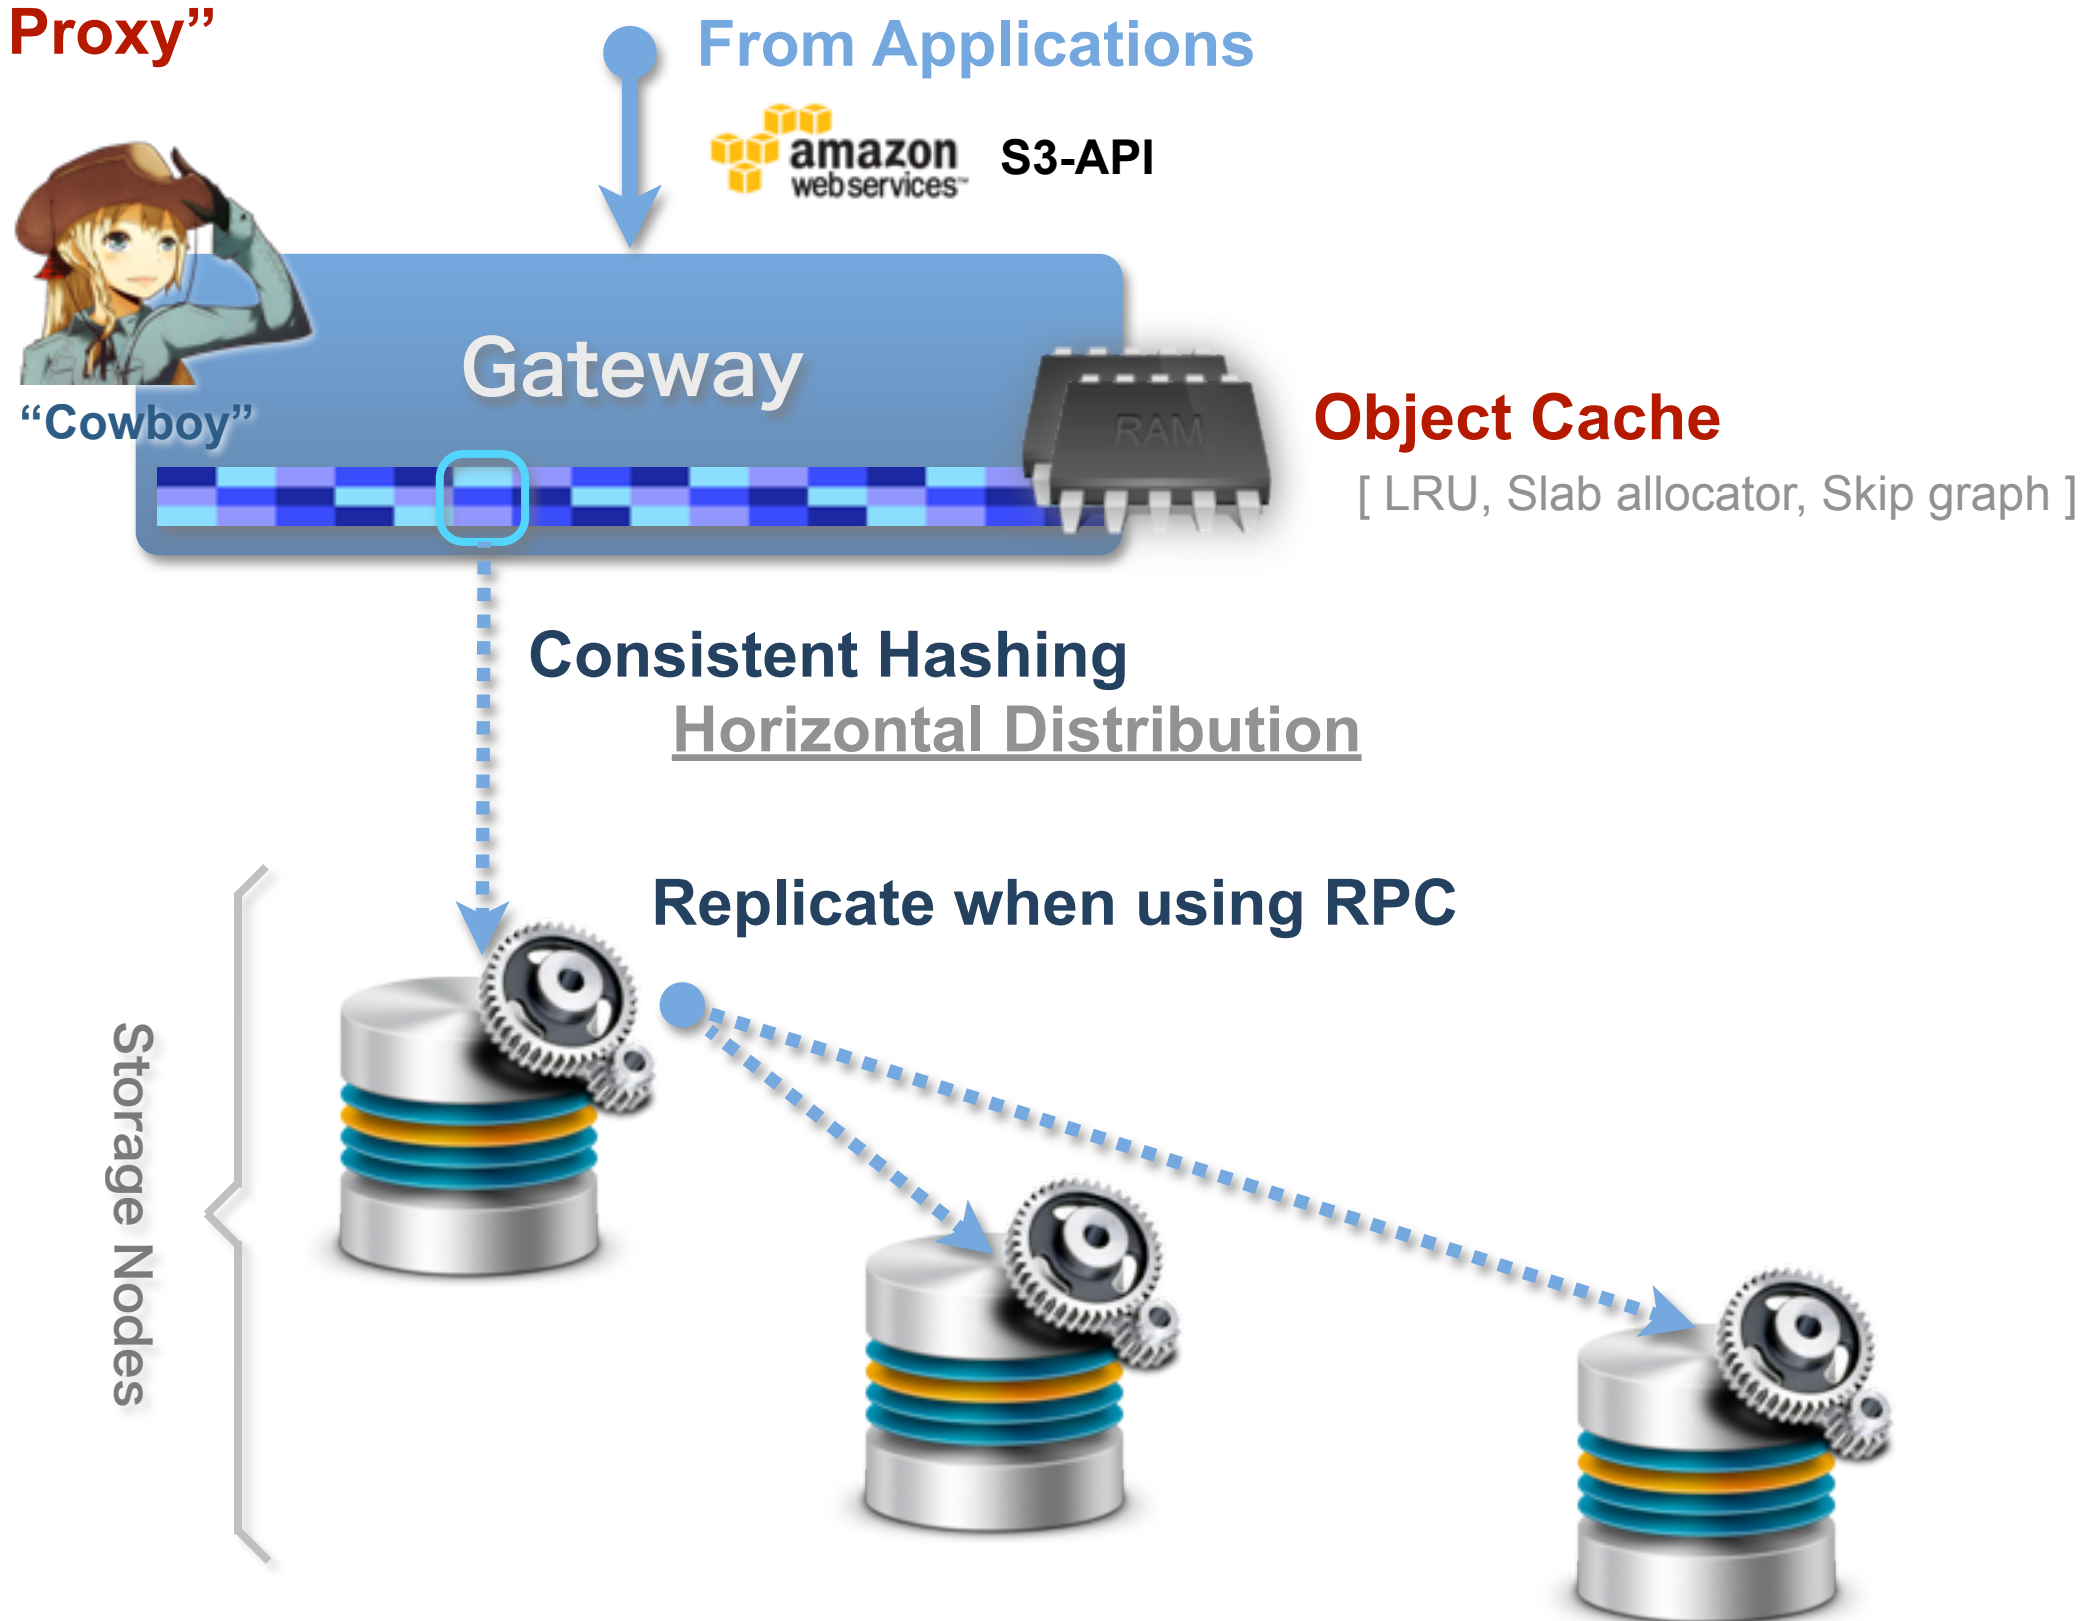 Proxy”
From Applications
amazon
webservices™
S3-API
Gateway
“Cowboy”
RAM
Object Cache
[ LRU, Slab allocator, Skip graph ]
Consistent Hashing
Horizontal Distribution
Replicate when using RPC
Storage Nodes